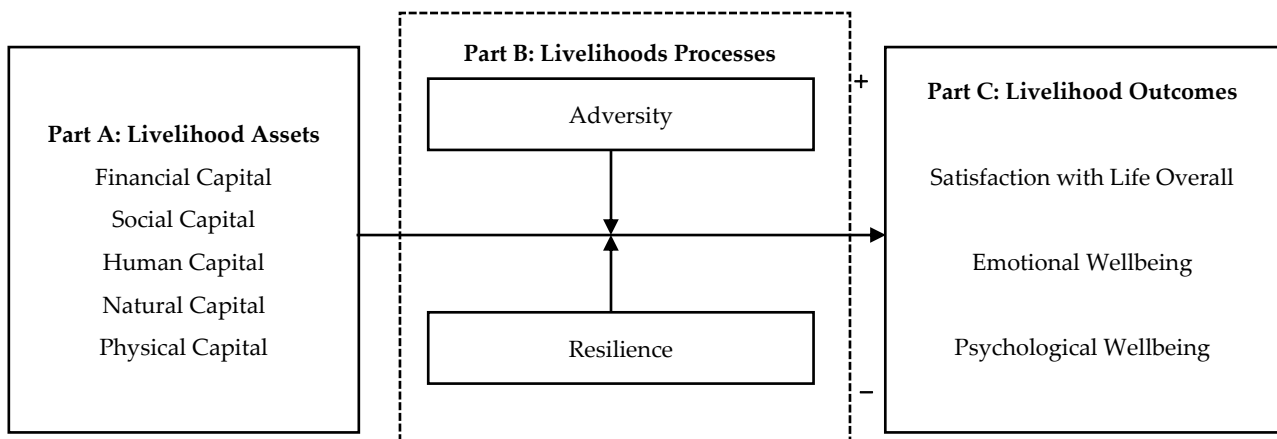 Part A: Livelihood Assets
Financial Capital
Social Capital
Human Capital
Natural Capital
Physical Capital
Part B: Livelihoods Processes
Adversity
Resilience
+
−
Part C: Livelihood Outcomes
Satisfaction with Life Overall
Emotional Wellbeing
Psychological Wellbeing